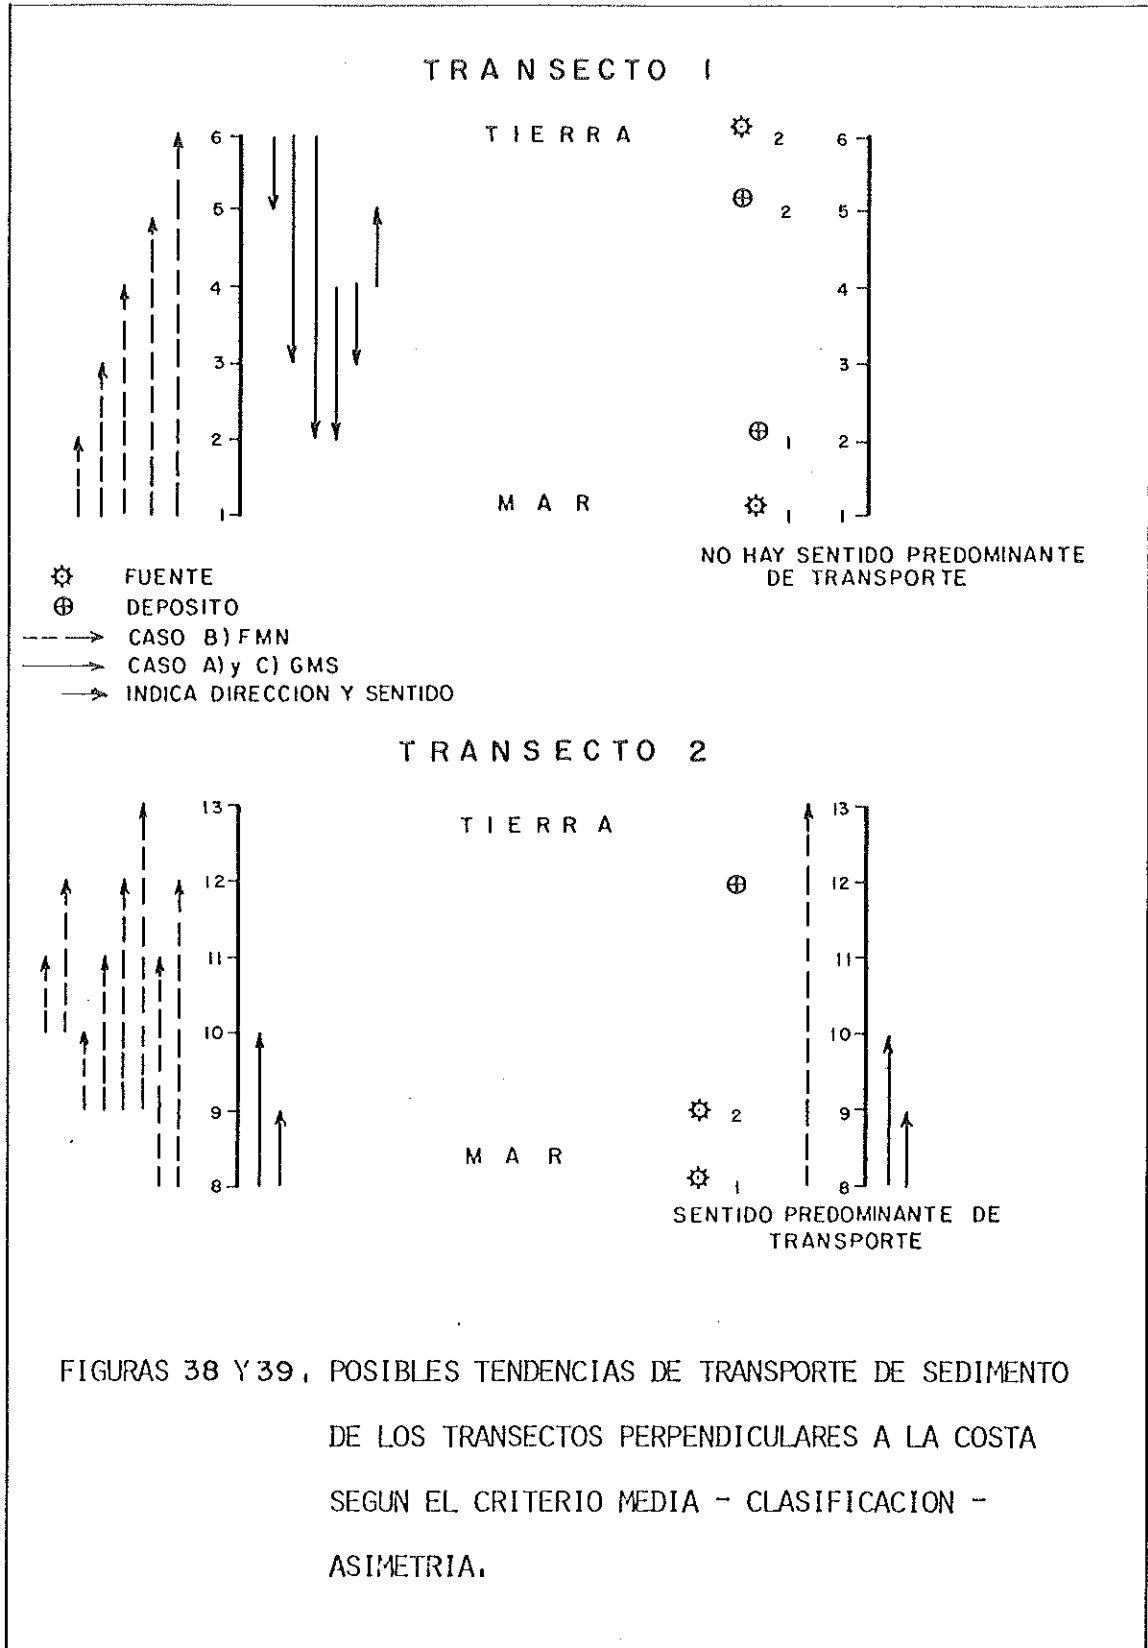 TRANSECTO 1
TIERRA
6
5
4
3
2
1
MAR
2
2
1
1
6
5
4
3
2
1
NO HAY SENTIDO PREDOMINANTE
DE TRANSPORTE
FUENTE
DEPOSITO
CASO B) FMN
CASO A) y C) GMS
INDICA DIRECCION Y SENTIDO
TRANSECTO 2
TIERRA
13
12
11
10
9
8
MAR
2
1
13
12
11
10
9
8
SENTIDO PREDOMINANTE DE
TRANSPORTE
FIGURAS 38 Y 39. POSIBLES TENDENCIAS DE TRANSPORTE DE SEDIMENTO
DE LOS TRANSECTOS PERPENDICULARES A LA COSTA
SEGUN EL CRITERIO MEDIA - CLASIFICACION -
ASIMETRIA.